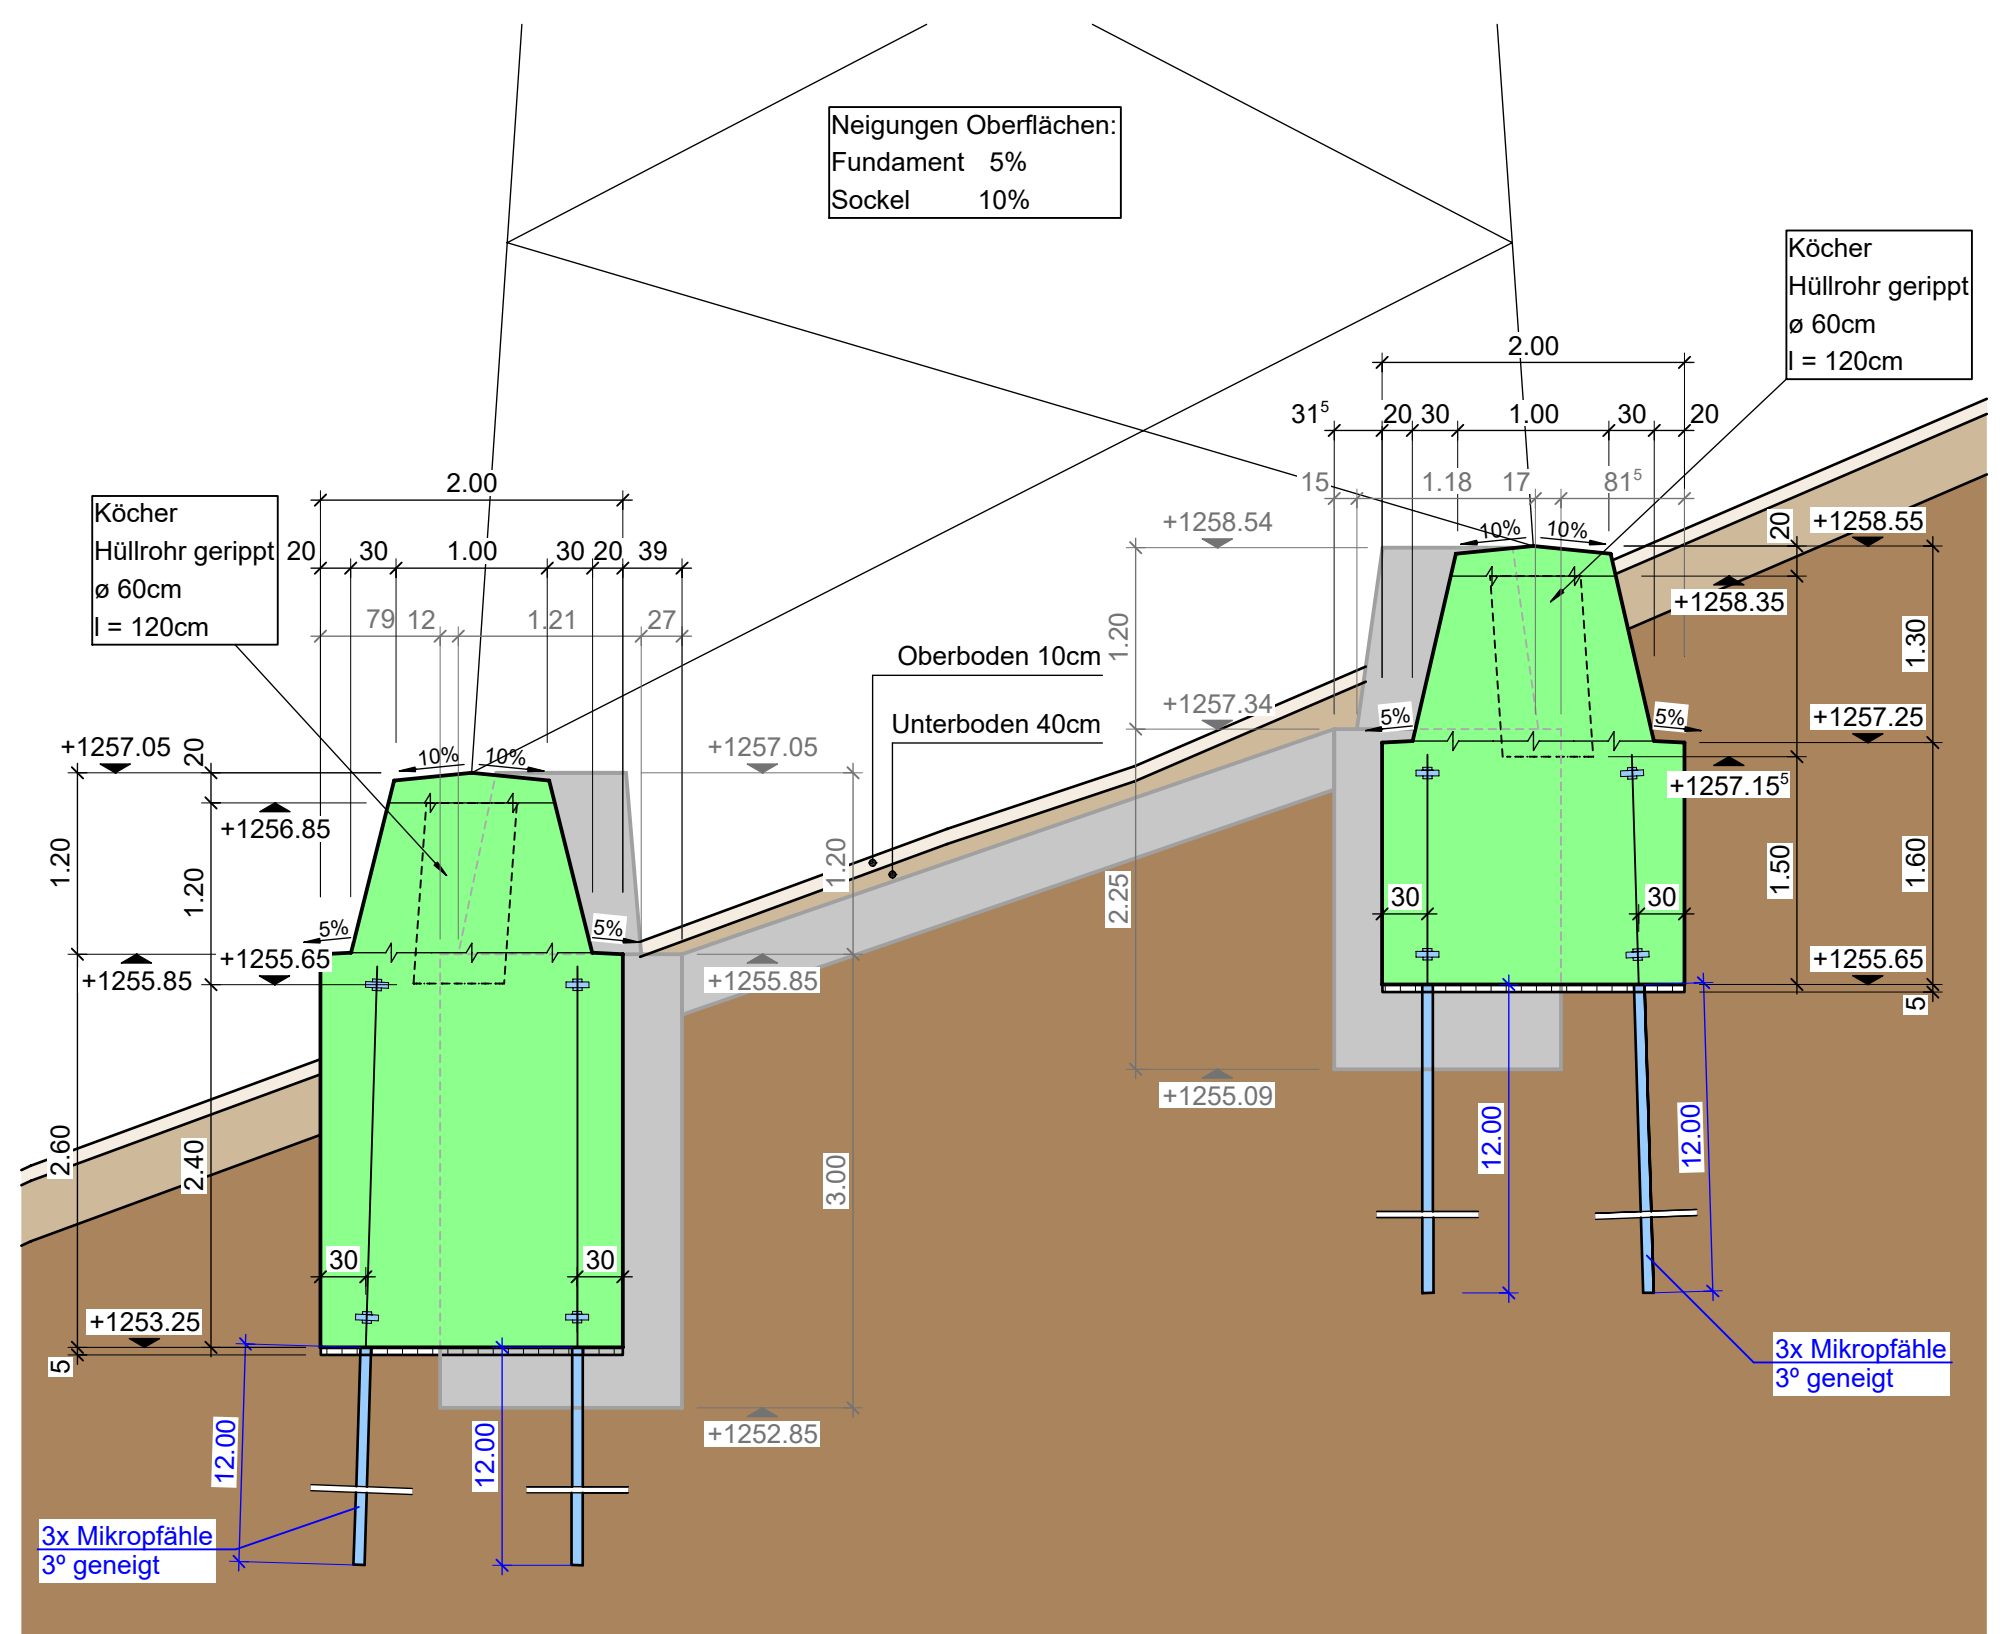 Neigungen Oberflächen:
Fundament 5%
Sockel 10%
Köcher
Hüllrohr gerippt
ø 60cm
l = 120cm
2.00
31⁵ 20 30 1.00 30 20
15 1.18 17 81⁵
10% 10%
+1258.54
+1258.55
20
+1258.35
1.20
1.30
+1257.34
5% 5%
+1257.25
+1257.15⁵
2.25
1.50
1.60
30 30
+1255.65
5
+1255.09
12.00
12.00
3x Mikropfähle
3º geneigt
Köcher
Hüllrohr gerippt
ø 60cm
l = 120cm
2.00
20 30 1.00 30 20 39
79 12 1.21 27
Oberboden 10cm
Unterboden 40cm
+1257.05
20
10% 10%
+1257.05
+1256.85
1.20
1.20
1.20
5% 5%
+1255.65
+1255.85
+1255.85
2.60
2.40
3.00
30 30
+1253.25
5
+1252.85
12.00
12.00
3x Mikropfähle
3º geneigt